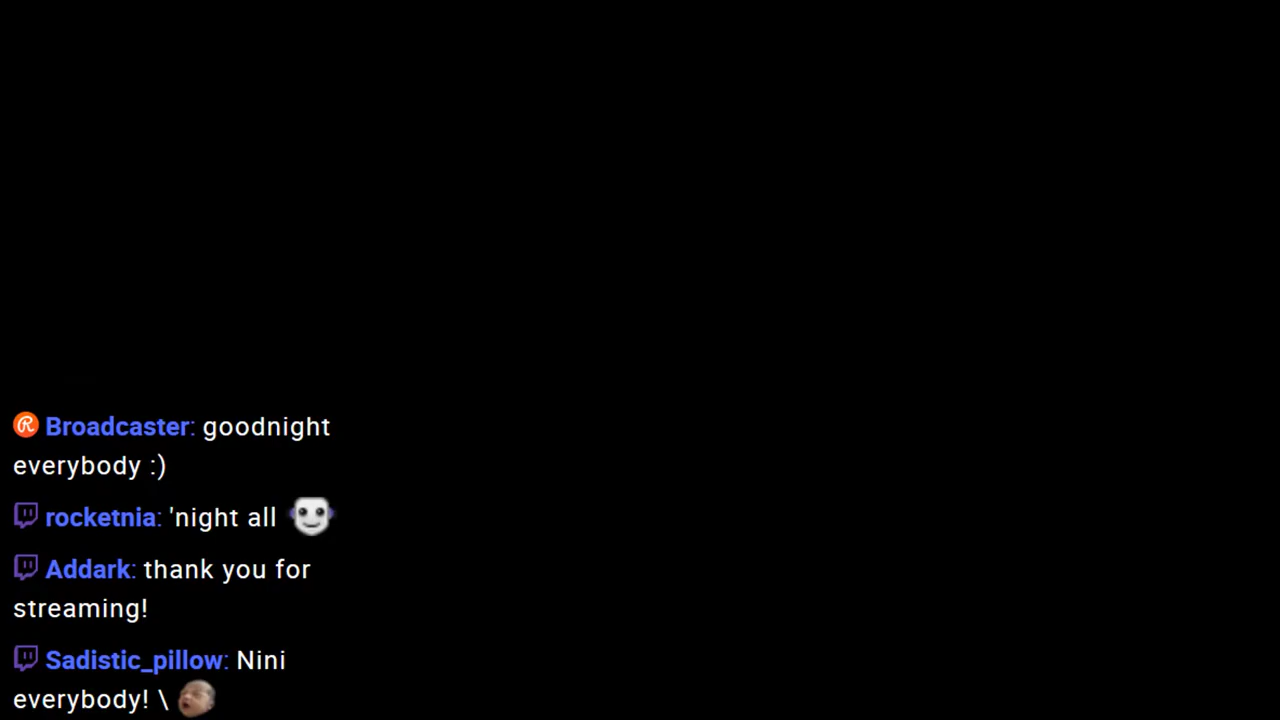 Broadcaster: goodnight
everybody :)
rocketnia: 'night all
Addark: thank you for
streaming!
Sadistic_pillow: Nini
everybody! \